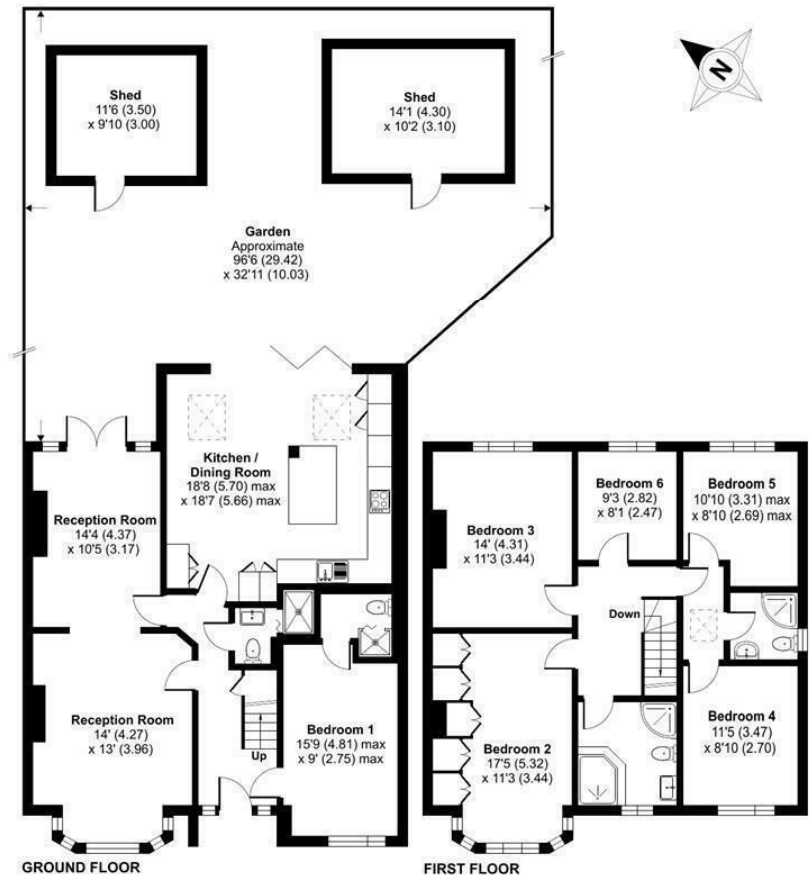 Shed
11'6 (3.50)
x 9'10 (3.00)
Shed
14'1 (4.30)
x 10'2 (3.10)
N
Garden
Approximate
96'6 (29.42)
x 32'11 (10.03)
Kitchen /
Dining Room
18'8 (5.70) max
x 18'7 (5.66) max
Reception Room
14'4 (4.37)
x 10'5 (3.17)
Reception Room
14' (4.27)
x 13' (3.96)
Up
Bedroom 1
15'9 (4.81) max
x 9' (2.75) max
GROUND FLOOR
Bedroom 3
14' (4.31)
x 11'3 (3.44)
Bedroom 6
9'3 (2.82)
x 8'1 (2.47)
Bedroom 5
10'10 (3.31) max
x 8'10 (2.69) max
Down
Bedroom 2
17'5 (5.32)
x 11'3 (3.44)
Bedroom 4
11'5 (3.47)
x 8'10 (2.70)
FIRST FLOOR